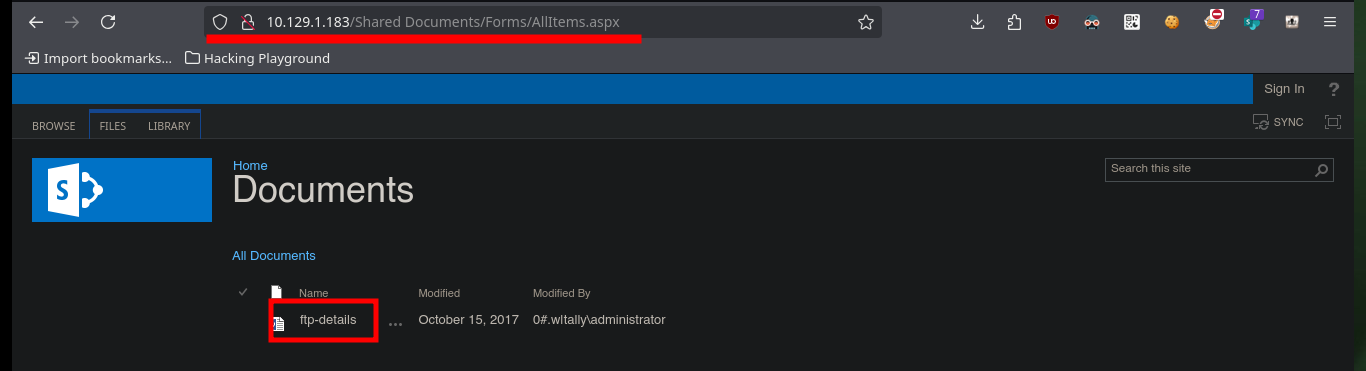 10.129.1.183/Shared Documents/Forms/AllItems.aspx
7
Import bookmarks... Hacking Playground
Sign In ?
BROWSE FILES LIBRARY SYNC
S
Home
Documents
Search this site
All Documents
Name Modified Modified By
ftp-details ... October 15, 2017 0#.w|tally\administrator